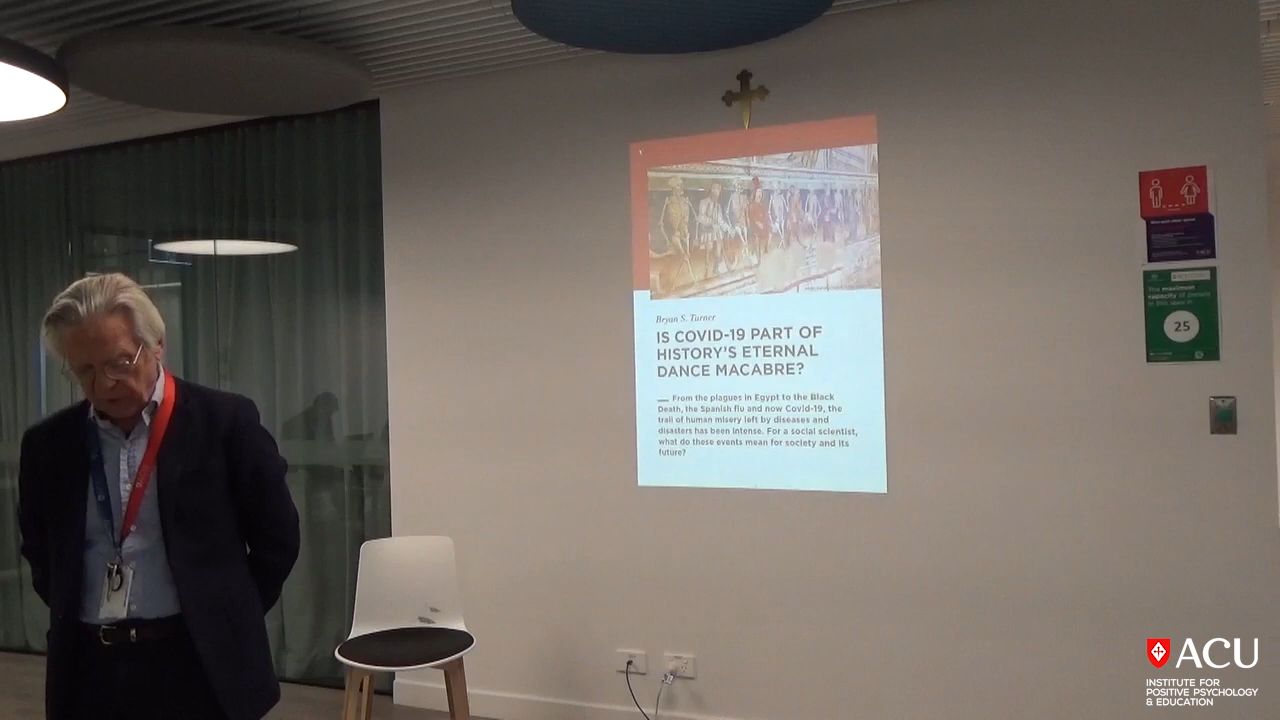 Bryan S. Turner
IS COVID-19 PART OF
HISTORY'S ETERNAL
DANCE MACABRE?
From the plagues in Egypt to the Black
Death, the Spanish flu and now Covid-19, the
trail of human misery left by diseases and
disasters has been intense. For a social scientist,
what do these events mean for society and its
future?
The maximum
capacity of people
in this space is
25
ACU
INSTITUTE FOR
POSITIVE PSYCHOLOGY
& EDUCATION